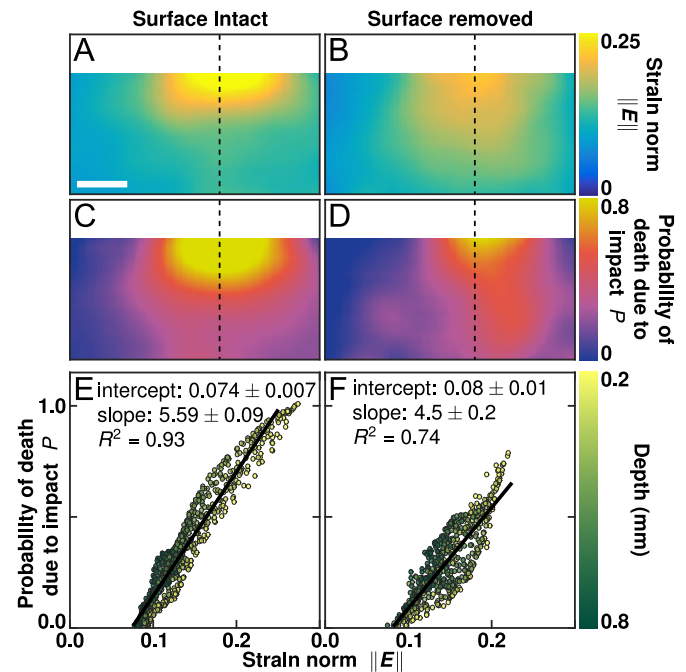 Surface Intact
Surface removed
A
B
0.25
0
StraIn norm
||E||
C
D
0.8
0
Probability of
death due to
impact P
E
intercept: 0.074 ± 0.007
slope: 5.59 ± 0.09
R² = 0.93
F
intercept: 0.08 ± 0.01
slope: 4.5 ± 0.2
R² = 0.74
0.2
0.8
Depth (mm)
Probability of death
due to impact P
1.0
0.0
0.0
0.1
0.2
0.0
0.1
0.2
StraIn norm ||E||